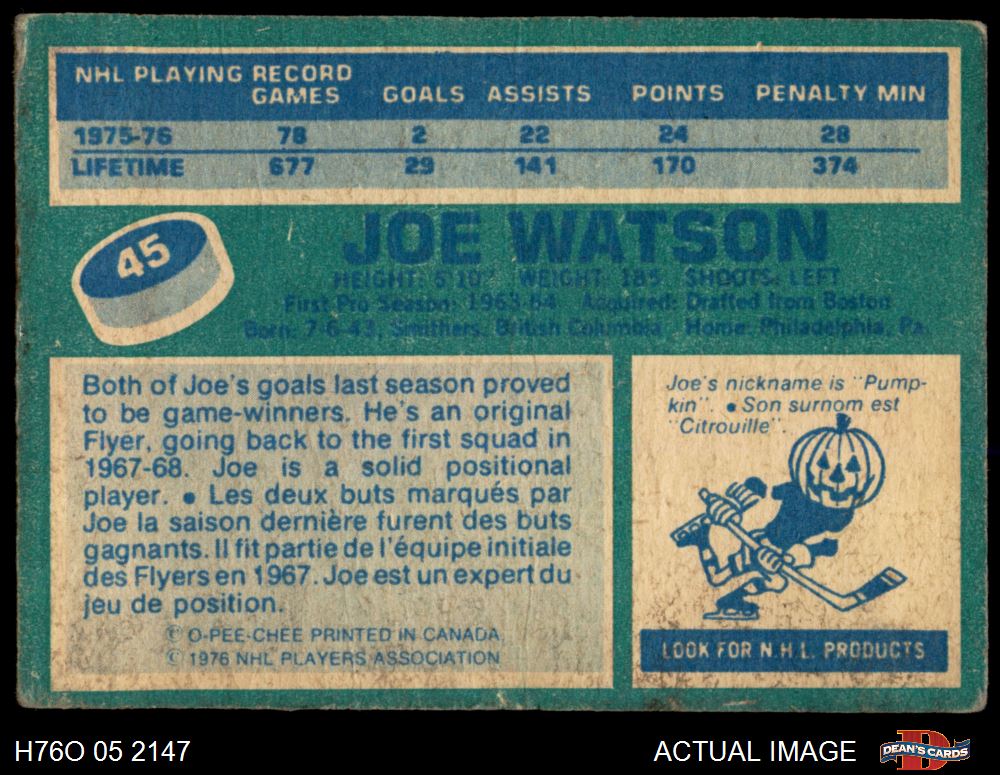 NHL PLAYING RECORD
GAMES GOALS ASSISTS POINTS PENALTY MIN
1975-76 78 2 22 24 28
LIFETIME 677 29 141 170 374
45
JOE WATSON
HEIGHT: 5'10" WEIGHT: 185 SHOOTS: LEFT
First Pro Season: 1963-64 Acquired: Drafted from Boston
Born: 7-6-43, Smithers, British Columbia Home: Philadelphia, Pa.
Both of Joe's goals last season proved
to be game-winners. He's an original
Flyer, going back to the first squad in
1967-68. Joe is a solid positional
player. • Les deux buts marqués par
Joe la saison dernière furent des buts
gagnants. Il fit partie de l'équipe initiale
des Flyers en 1967. Joe est un expert du
jeu de position.
© O-PEE-CHEE PRINTED IN CANADA
© 1976 NHL PLAYERS ASSOCIATION
Joe's nickname is "Pump-
kin". • Son surnom est
"Citrouille".
LOOK FOR N.H.L. PRODUCTS
H76O 05 2147
ACTUAL IMAGE
D
DEAN'S CARDS